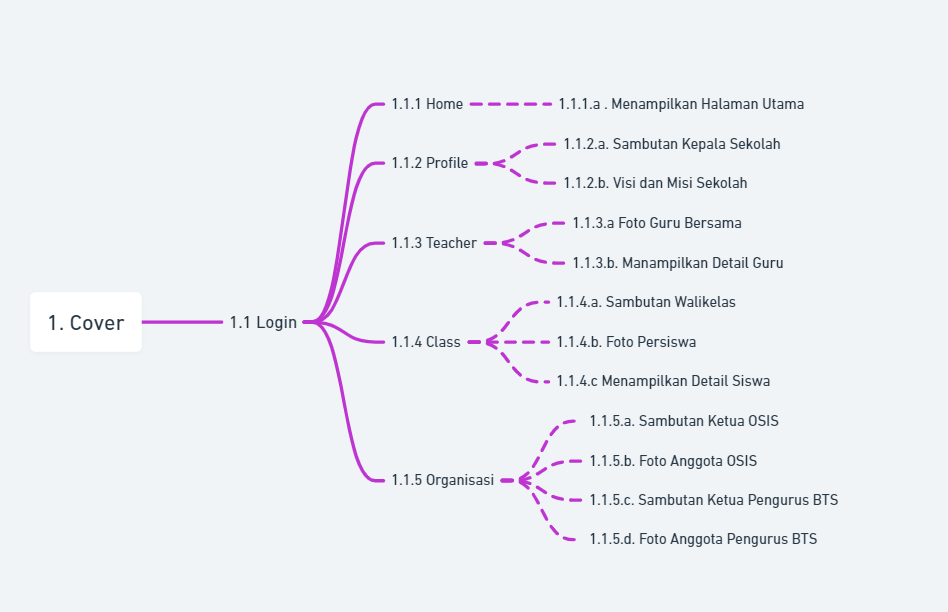 1. Cover
1.1 Login
1.1.1 Home
1.1.1.a . Menampilkan Halaman Utama
1.1.2 Profile
1.1.2.a. Sambutan Kepala Sekolah
1.1.2.b. Visi dan Misi Sekolah
1.1.3 Teacher
1.1.3.a Foto Guru Bersama
1.1.3.b. Manampilkan Detail Guru
1.1.4 Class
1.1.4.a. Sambutan Walikelas
1.1.4.b. Foto Persiswa
1.1.4.c Menampilkan Detail Siswa
1.1.5 Organisasi
1.1.5.a. Sambutan Ketua OSIS
1.1.5.b. Foto Anggota OSIS
1.1.5.c. Sambutan Ketua Pengurus BTS
1.1.5.d. Foto Anggota Pengurus BTS